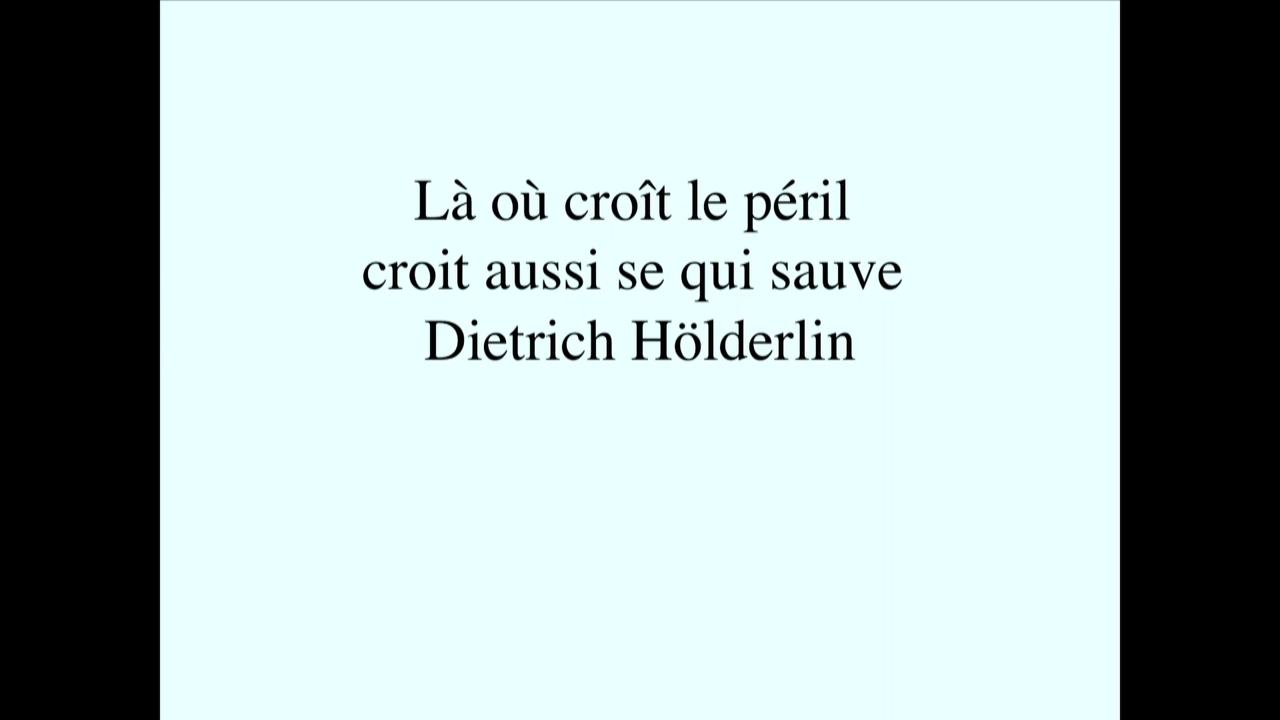 Là où croît le péril
croit aussi se qui sauve
Dietrich Hölderlin